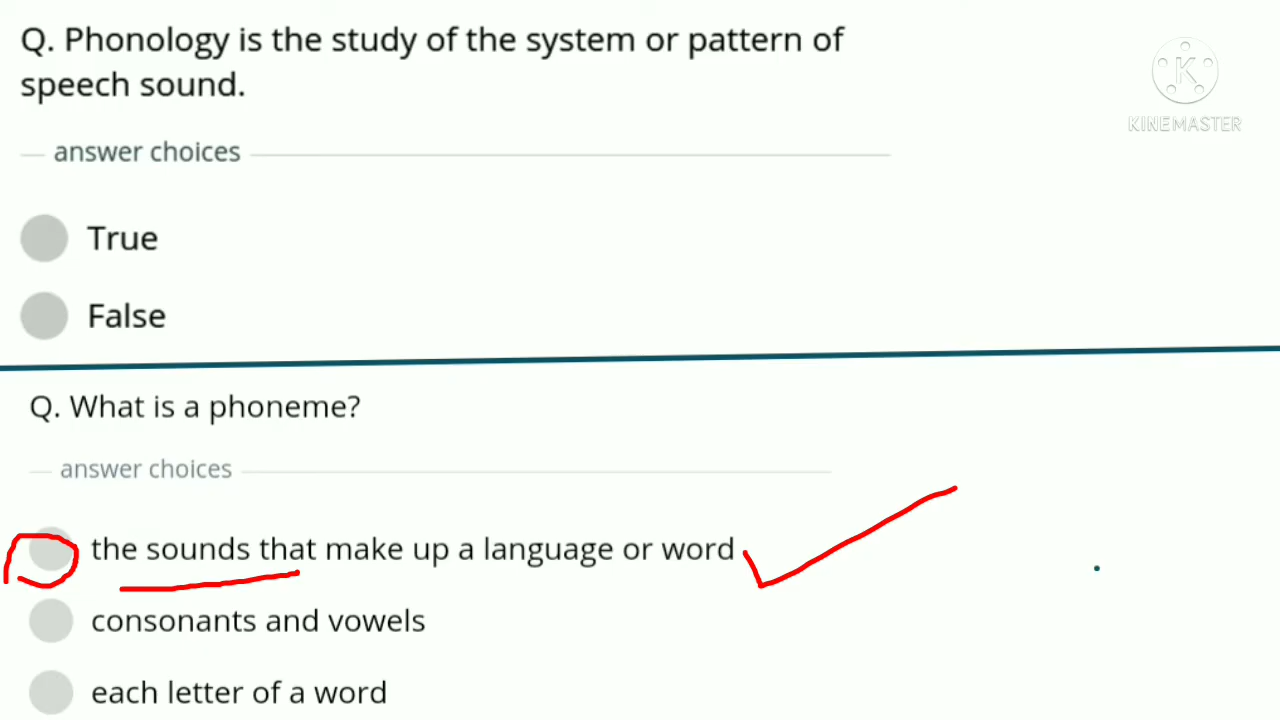 Q. Phonology is the study of the system or pattern of
speech sound.
KINEMASTER
answer choices
True
False
Q. What is a phoneme?
answer choices
the sounds that make up a language or word
consonants and vowels
each letter of a word